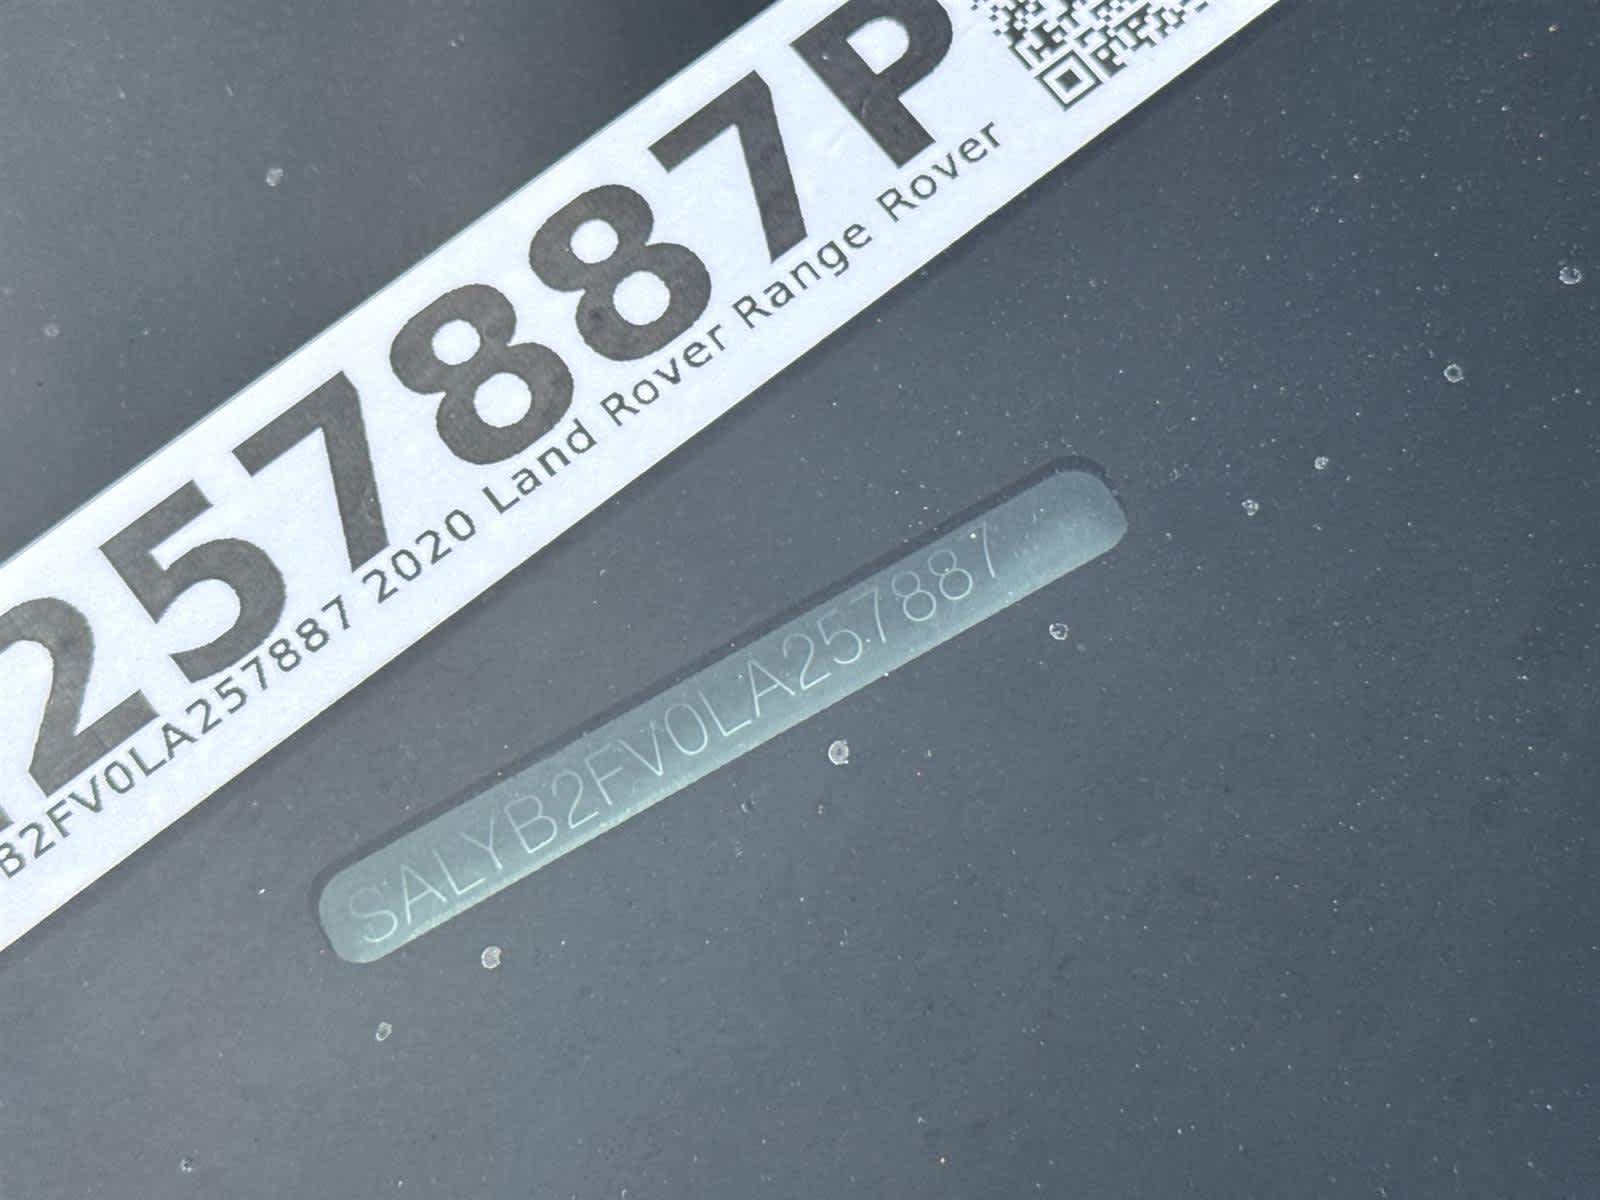 257887P
B2FV0LA257887 2020 Land Rover Range Rover
SALYB2FV0LA257887